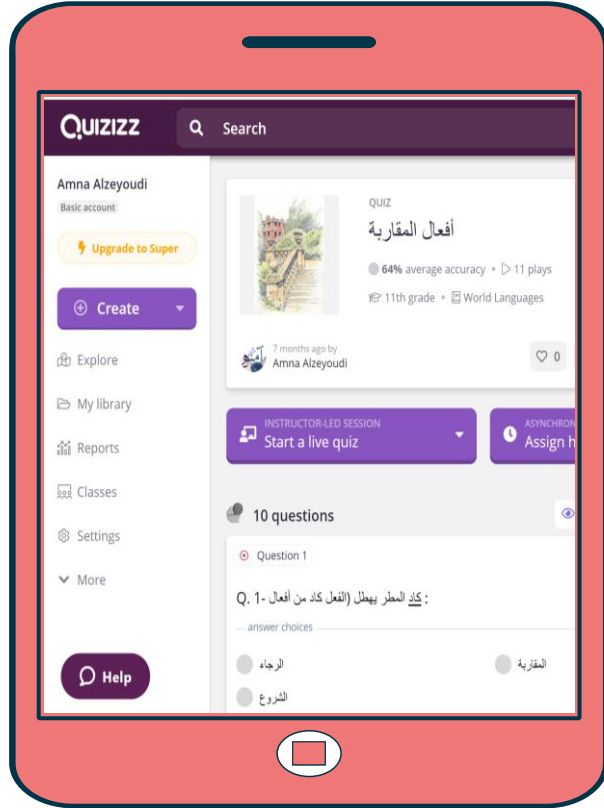 QUIZIZZ
Search
Amna Alzeyoudi
Basic account
Upgrade to Super
Create
Explore
My library
Reports
Classes
Settings
More
Help
QUIZ
أفعال المقاربة
64% average accuracy • 11 plays
11th grade • World Languages
7 months ago by
Amna Alzeyoudi
0
INSTRUCTOR-LED SESSION
Start a live quiz
ASYNCHRON
Assign h
10 questions
Question 1
Q. 1- كاد المطر يهطل (الفعل كاد من أفعال :
answer choices
الرجاء
المقاربة
الشروع